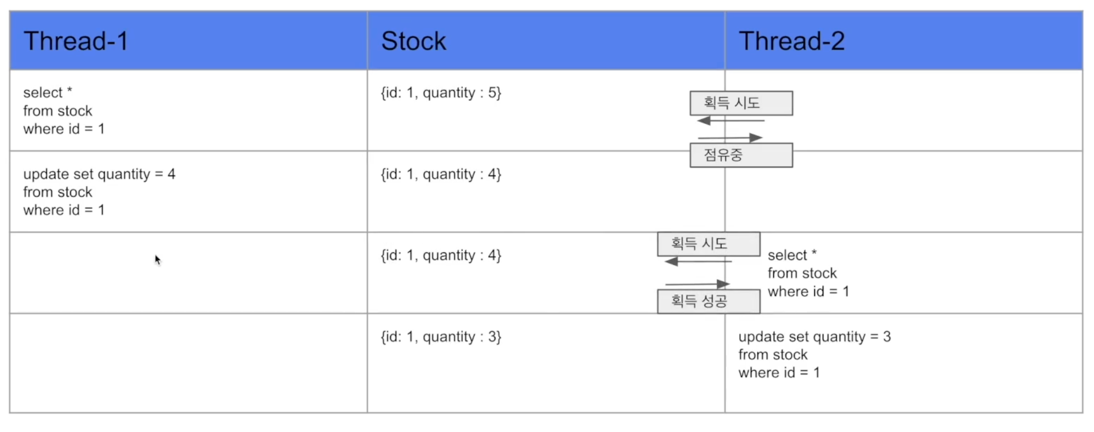 Thread-1
Stock
Thread-2
select *
from stock
where id = 1
{id: 1, quantity : 5}
획득 시도
점유중
update set quantity = 4
from stock
where id = 1
{id: 1, quantity : 4}
{id: 1, quantity : 4}
획득 시도
획득 성공
select *
from stock
where id = 1
{id: 1, quantity : 3}
update set quantity = 3
from stock
where id = 1